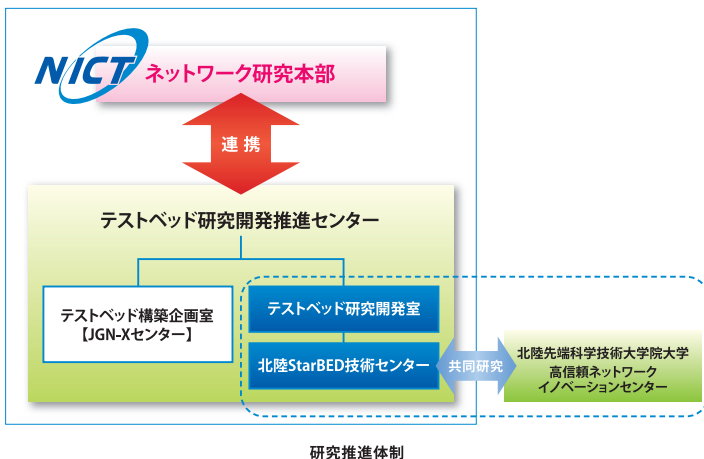 NICT ネットワーク研究本部
連携
テストベッド研究開発推進センター
テストベッド構築企画室
【JGN-Xセンター】
テストベッド研究開発室
北陸StarBED技術センター
共同研究
北陸先端科学技術大学院大学
高信頼ネットワーク
イノベーションセンター
研究推進体制